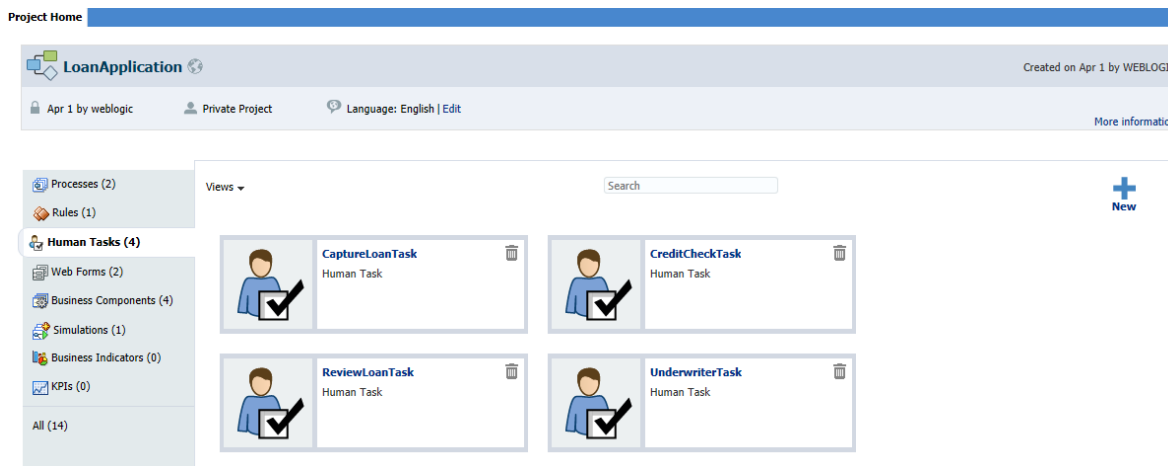 Project Home
LoanApplication
Created on Apr 1 by WEBLOGI
Apr 1 by weblogic
Private Project
Language: English | Edit
More informatio
Processes (2)
Rules (1)
Human Tasks (4)
Web Forms (2)
Business Components (4)
Simulations (1)
Business Indicators (0)
KPIs (0)
All (14)
Views
Search
New
CaptureLoanTask
Human Task
CreditCheckTask
Human Task
ReviewLoanTask
Human Task
UnderwriterTask
Human Task